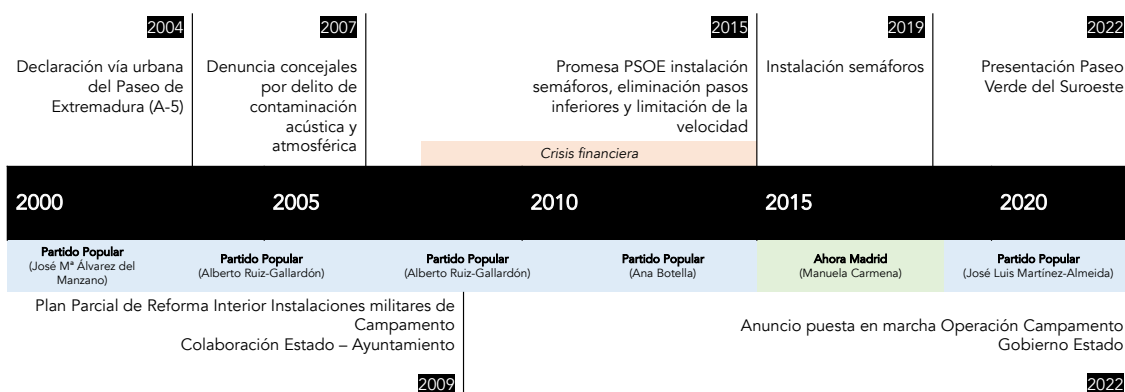 2004
2007
2015
2019
2022
Declaración vía urbana
del Paseo de
Extremadura (A-5)
Denuncia concejales
por delito de
contaminación
acústica y
atmosférica
Promesa PSOE instalación
semáforos, eliminación pasos
inferiores y limitación de la
velocidad
Instalación semáforos
Presentación Paseo
Verde del Suroeste
Crisis financiera
2000
2005
2010
2015
2020
Partido Popular
(José Mª Álvarez del
Manzano)
Partido Popular
(Alberto Ruiz-Gallardón)
Partido Popular
(Alberto Ruiz-Gallardón)
Partido Popular
(Ana Botella)
Ahora Madrid
(Manuela Carmena)
Partido Popular
(José Luis Martínez-Almeida)
Plan Parcial de Reforma Interior Instalaciones militares de
Campamento
Colaboración Estado – Ayuntamiento
2009
Anuncio puesta en marcha Operación Campamento
Gobierno Estado
2022